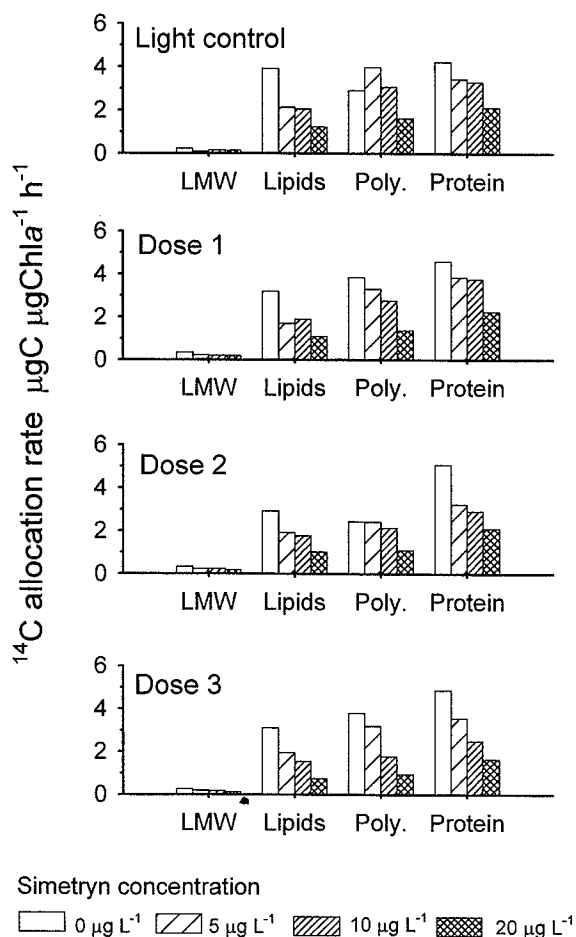 ¹⁴C allocation rate µgC µgChla⁻¹ h⁻¹
Light control
6
4
2
0
LMW Lipids Poly. Protein
Dose 1
6
4
2
0
LMW Lipids Poly. Protein
Dose 2
6
4
2
0
LMW Lipids Poly. Protein
Dose 3
6
4
2
0
LMW Lipids Poly. Protein
Simetryn concentration
0 µg L⁻¹ 5 µg L⁻¹ 10 µg L⁻¹ 20 µg L⁻¹